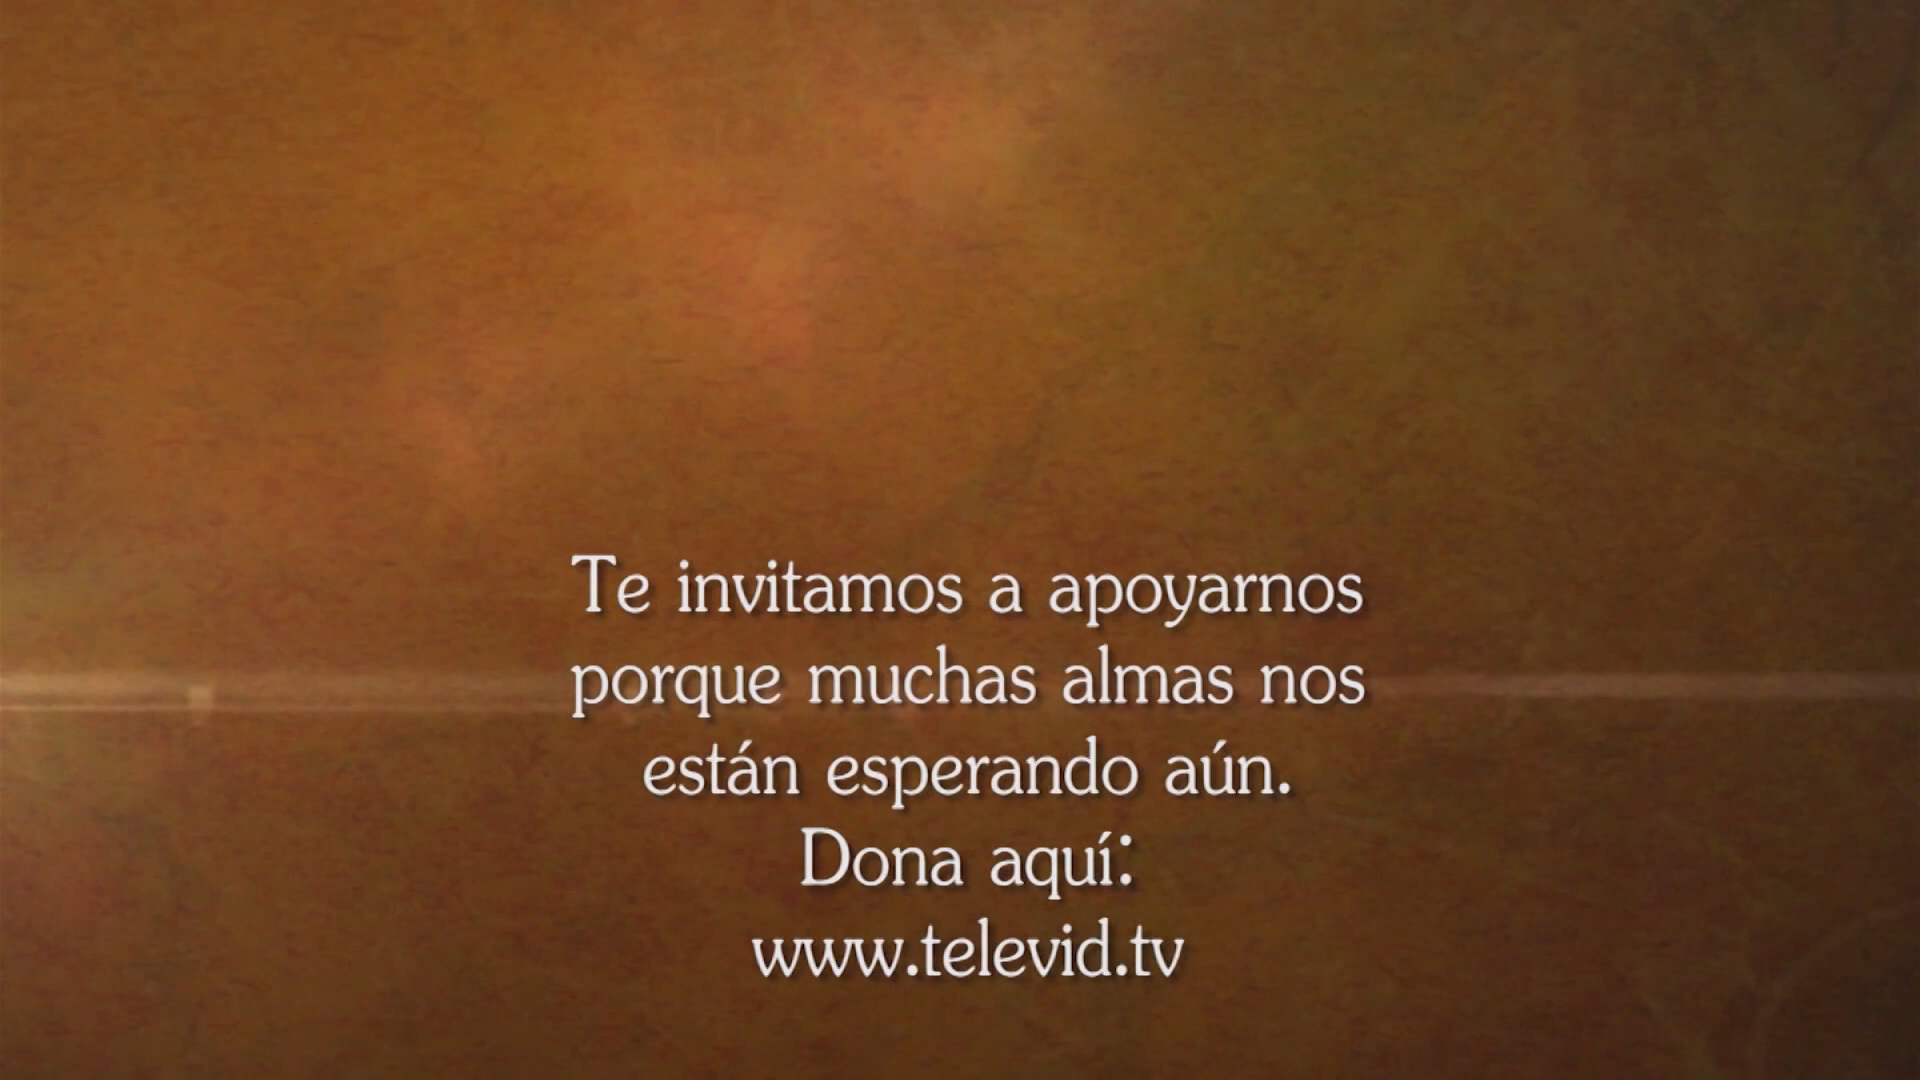 Te invitamos a apoyarnos
porque muchas almas nos
están esperando aún.
Dona aquí:
www.televid.tv